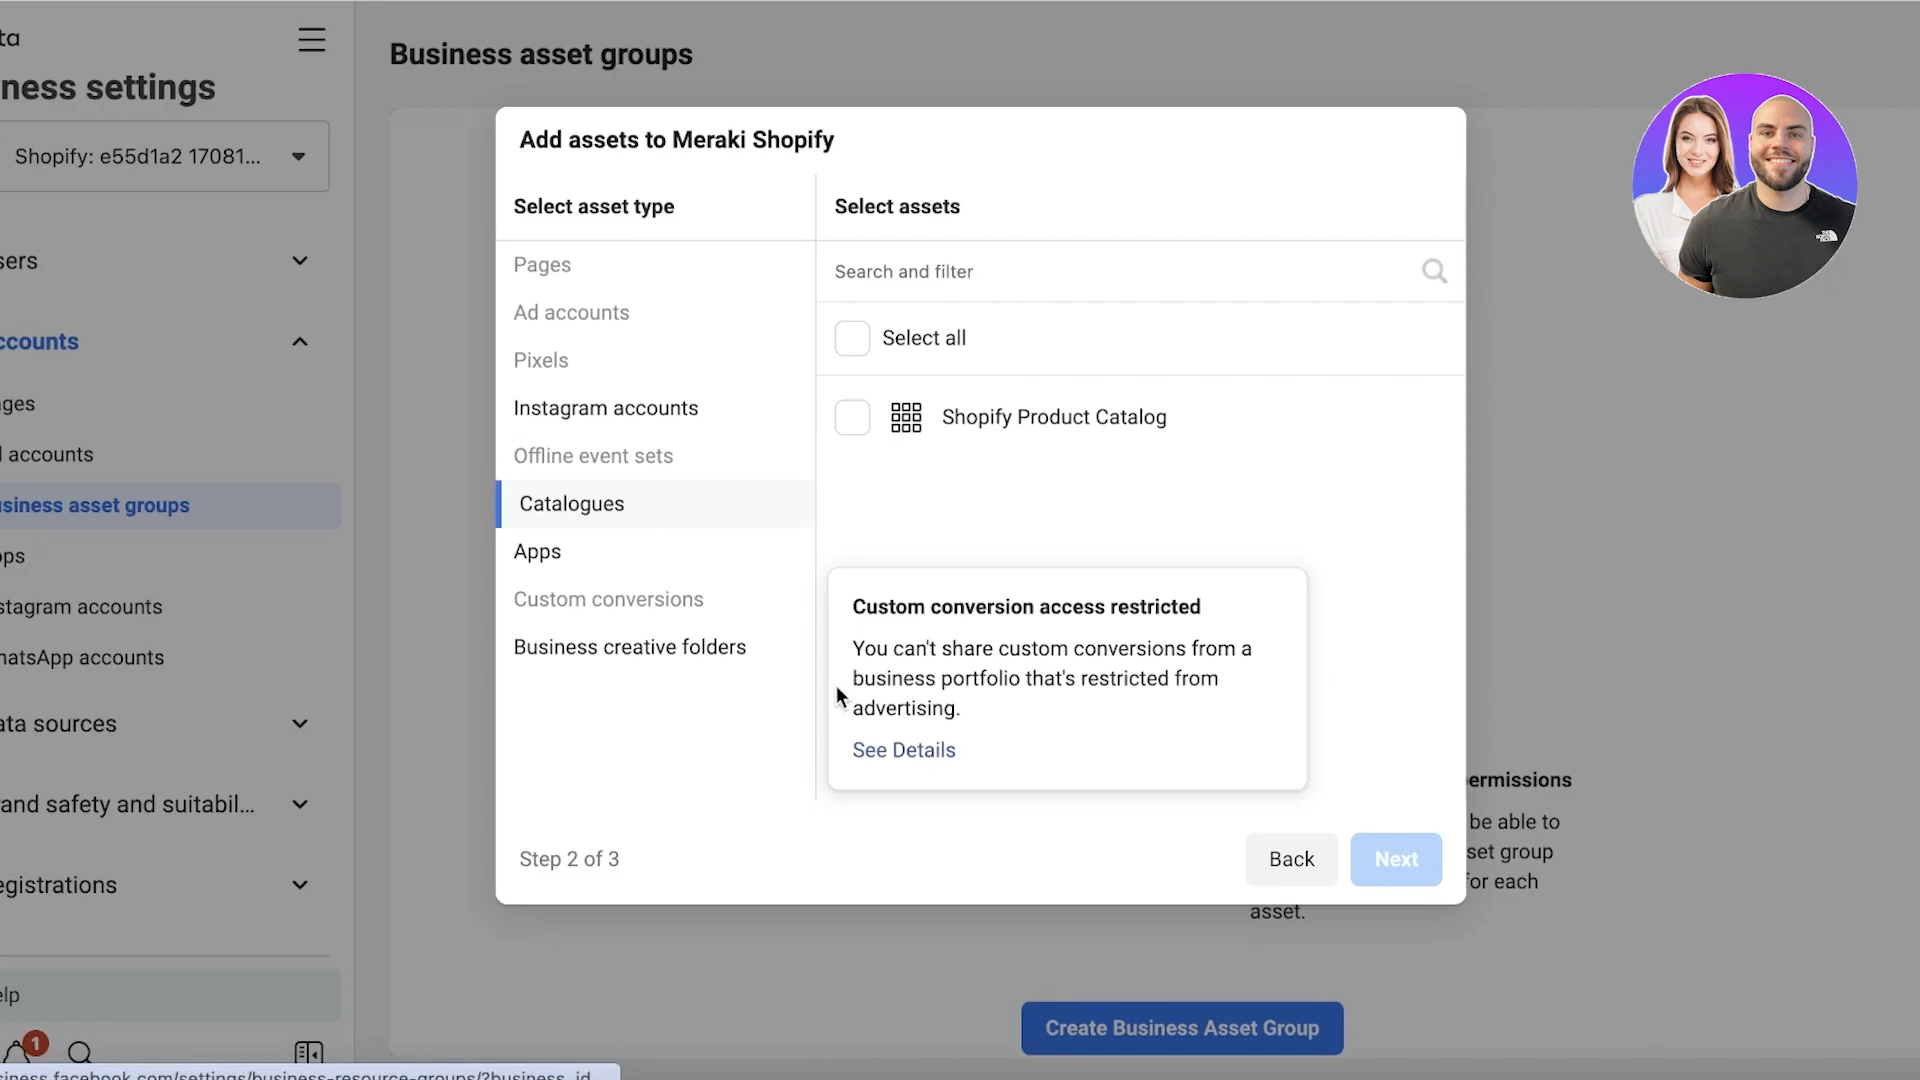 ta
ness settings
Shopify: e55d1a2 17081...
sers
ccounts
ges
l accounts
usiness asset groups
ps
stagram accounts
hatsApp accounts
ata sources
rand safety and suitabil...
egistrations
elp
1
siness.facebook.com/settings/business-resource-groups/?business_id
Business asset groups
Add assets to Meraki Shopify
Select asset type
Pages
Ad accounts
Pixels
Instagram accounts
Offline event sets
Catalogues
Apps
Custom conversions
Business creative folders
Select assets
Search and filter
Select all
Shopify Product Catalog
Custom conversion access restricted
You can't share custom conversions from a
business portfolio that's restricted from
advertising.
See Details
Step 2 of 3
Back
Next
ermissions
be able to
set group
for each
asset.
Create Business Asset Group